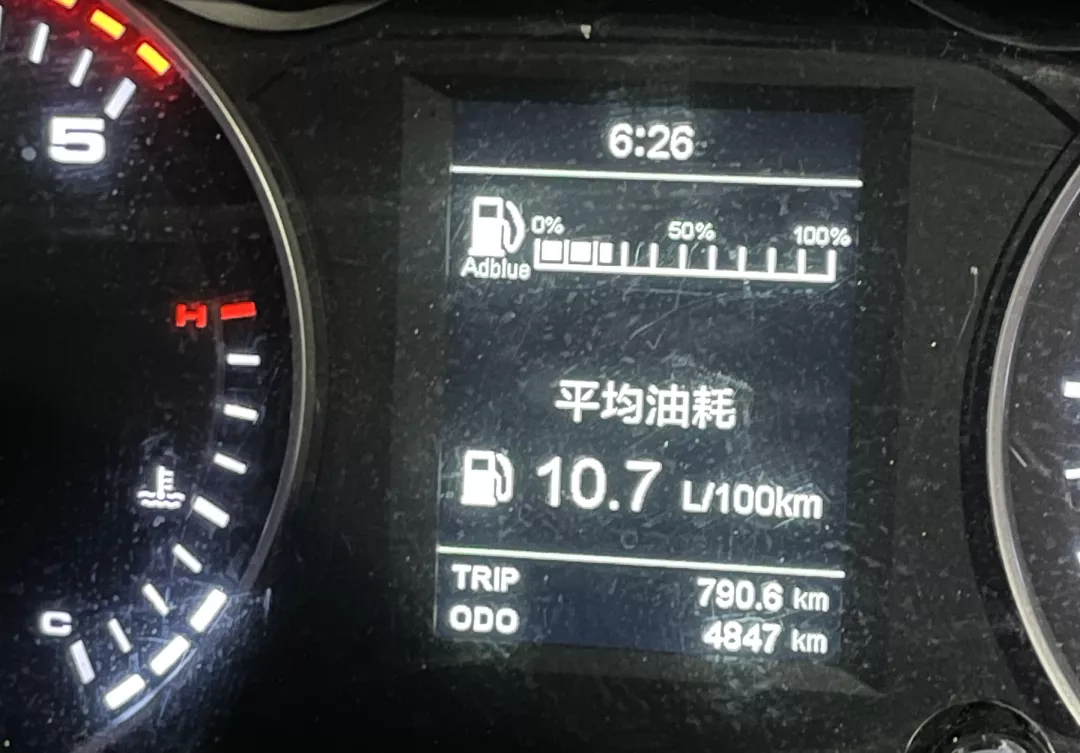 5
6:26
0% 50% 100%
Adblue
H
平均油耗
10.7 L/100km
TRIP 790.6 km
C
ODO 4847 km